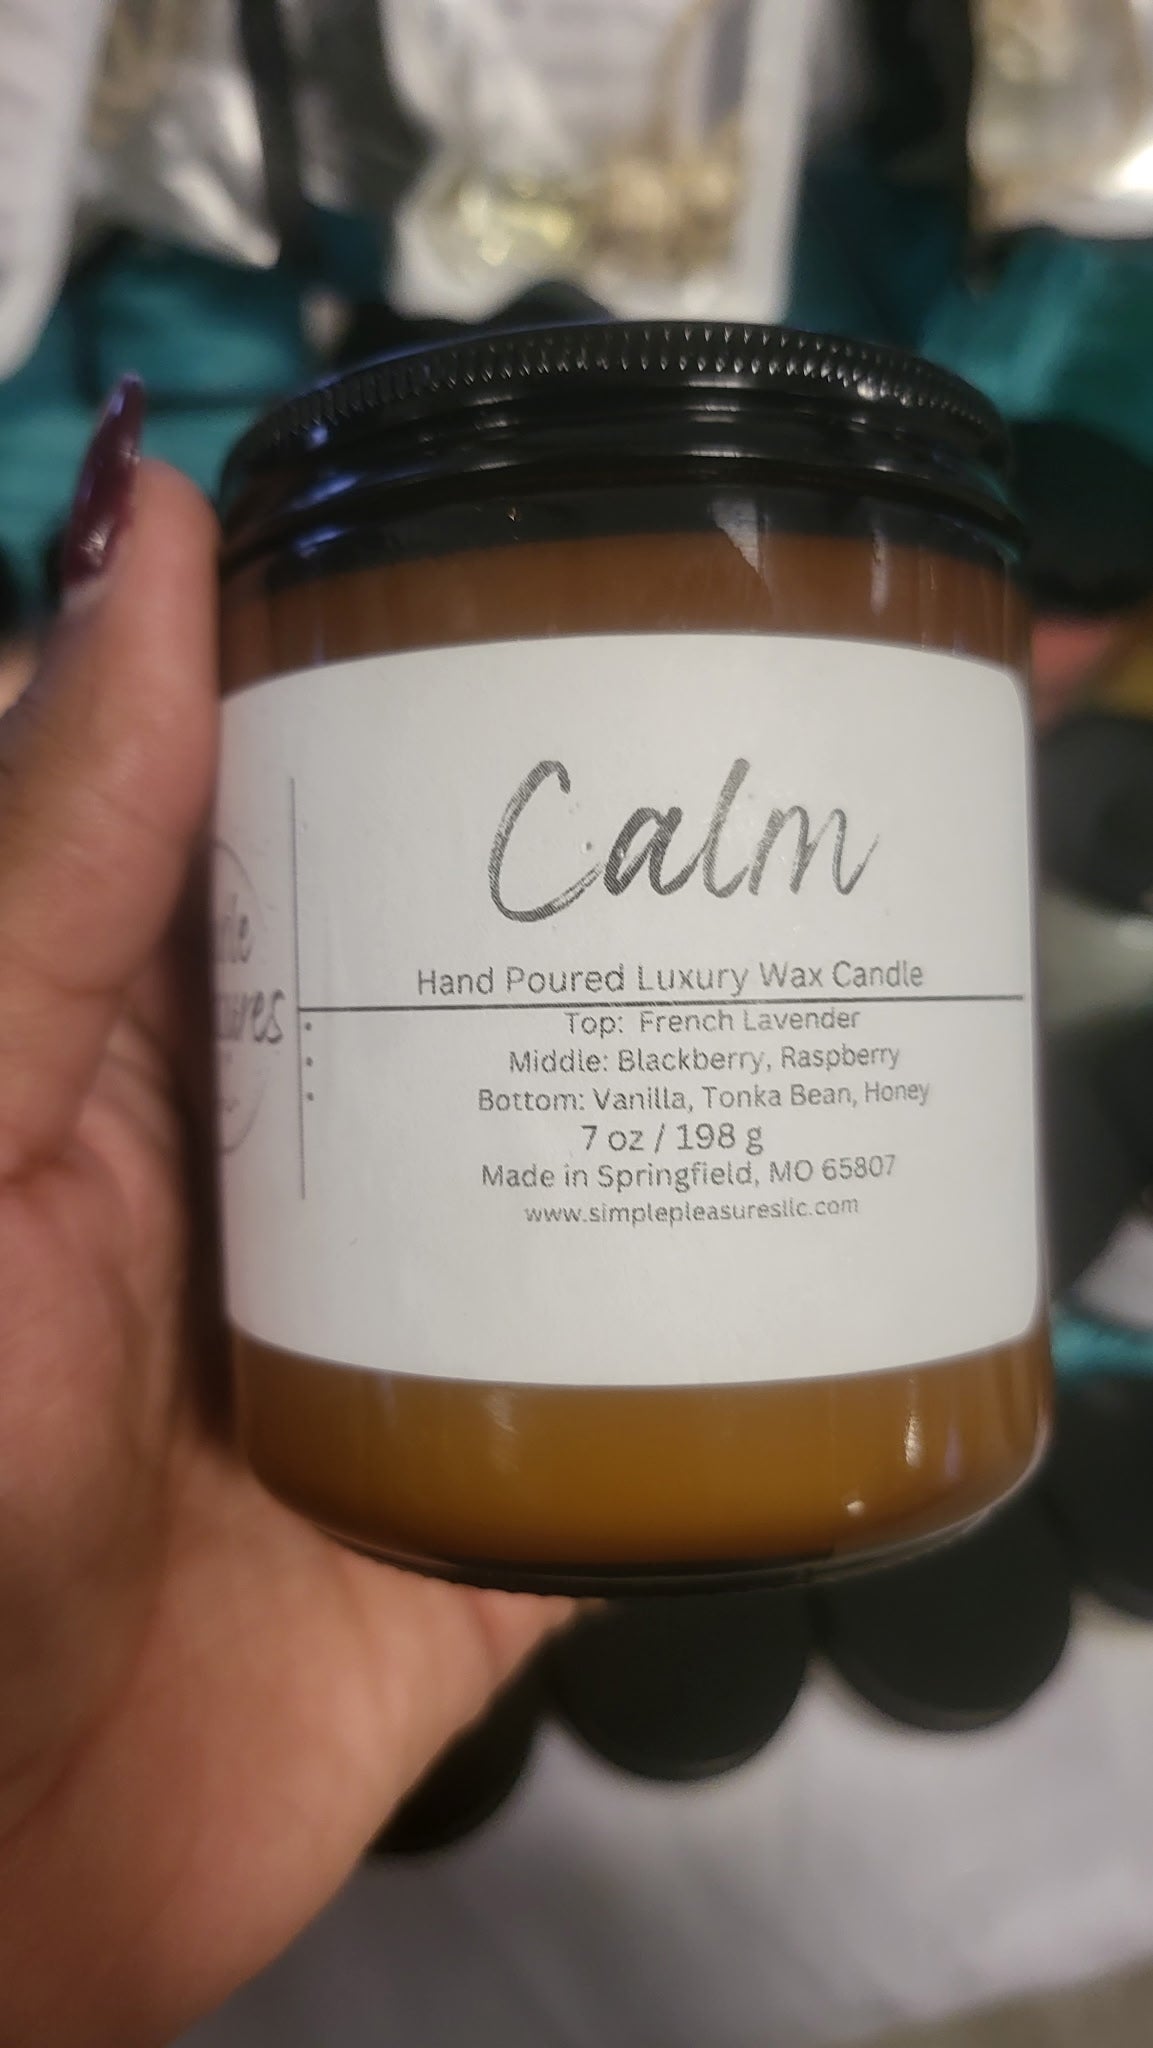 Calm
Hand Poured Luxury Wax Candle
Top: French Lavender
Middle: Blackberry, Raspberry
Bottom: Vanilla, Tonka Bean, Honey
7 oz / 198 g
Made in Springfield, MO 65807
www.simplepleasuresllc.com